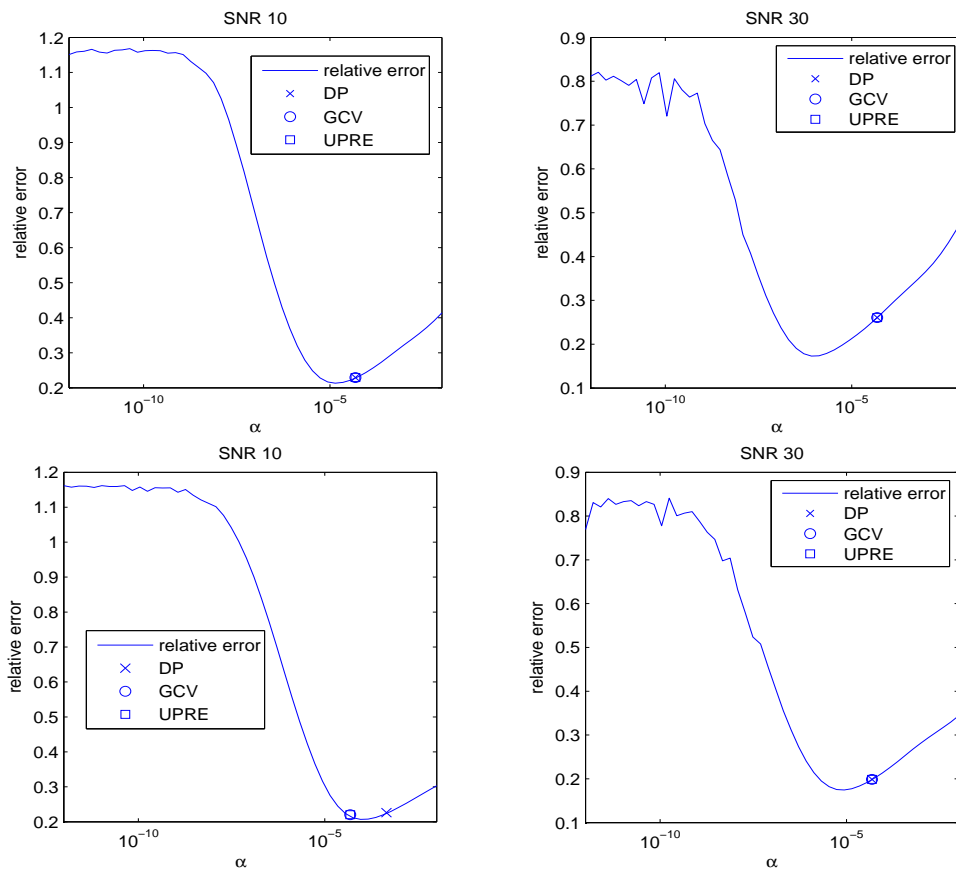 SNR 10
1.2
1.1
1
0.9
0.8
0.7
0.6
0.5
0.4
0.3
0.2
relative error
10^-10
10^-5
α
relative error
DP
GCV
UPRE
SNR 30
0.9
0.8
0.7
0.6
0.5
0.4
0.3
0.2
0.1
relative error
10^-10
10^-5
α
relative error
DP
GCV
UPRE
SNR 10
1.2
1.1
1
0.9
0.8
0.7
0.6
0.5
0.4
0.3
0.2
relative error
10^-10
10^-5
α
relative error
DP
GCV
UPRE
SNR 30
0.9
0.8
0.7
0.6
0.5
0.4
0.3
0.2
0.1
relative error
10^-10
10^-5
α
relative error
DP
GCV
UPRE